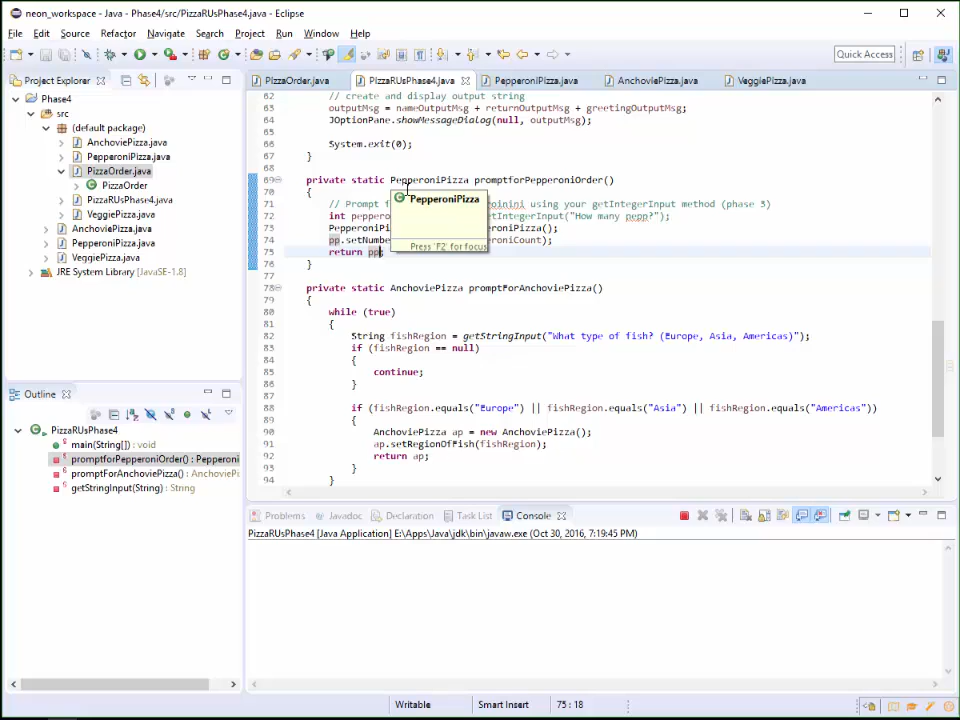 neon_workspace - Java - Phase4/src/PizzaRUsPhase4.java - Eclipse
File Edit Source Refactor Navigate Search Project Run Window Help
Quick Access
Project Explorer
PizzaOrder.java PizzaRUsPhase4.java PepperoniPizza.java AnchoviePizza.java VeggiePizza.java
Phase4
src
(default package)
AnchoviePizza.java
PepperoniPizza.java
PizzaOrder.java
PizzaOrder
PizzaRUsPhase4.java
VeggiePizza.java
AnchoviePizza.java
PepperoniPizza.java
VeggiePizza.java
JRE System Library [JavaSE-1.8]
Outline
PizzaRUsPhase4
main(String[]) : void
promptforPepperoniOrder() : Pepperoni
promptForAnchoviePizza() : AnchoviePi
getStringInput(String) : String
62 // create and display output string
63 outputMsg = nameOutputMsg + returnOutputMsg + greetingOutputMsg;
64 JOptionPane.showMessageDialog(null, outputMsg);
65
66 System.exit(0);
67 }
68
69 private static PepperoniPizza promptforPepperoniOrder()
70 {
71 // Prompt f roinini using your getIntegerInput method (phase 3)
72 int pepper etIntegerInput("How many pepp?");
73 PepperoniPi eroniPizza();
74 pp.setNumbe eroniCount);
75 return pp;
76 }
77
78 private static AnchoviePizza promptForAnchoviePizza()
79 {
80 while (true)
81 {
82 String fishRegion = getStringInput("What type of fish? (Europe, Asia, Americas)");
83 if (fishRegion == null)
84 {
85 continue;
86 }
87
88 if (fishRegion.equals("Europe") || fishRegion.equals("Asia") || fishRegion.equals("Americas"))
89 {
90 AnchoviePizza ap = new AnchoviePizza();
91 ap.setRegionOfFish(fishRegion);
92 return ap;
93 }
94 }
PepperoniPizza
Press 'F2' for focus
Problems Javadoc Declaration Task List Console
PizzaRUsPhase4 [Java Application] E:\Apps\Java\jdk\bin\javaw.exe (Oct 30, 2016, 7:19:45 PM)
Writable Smart Insert 75 : 18